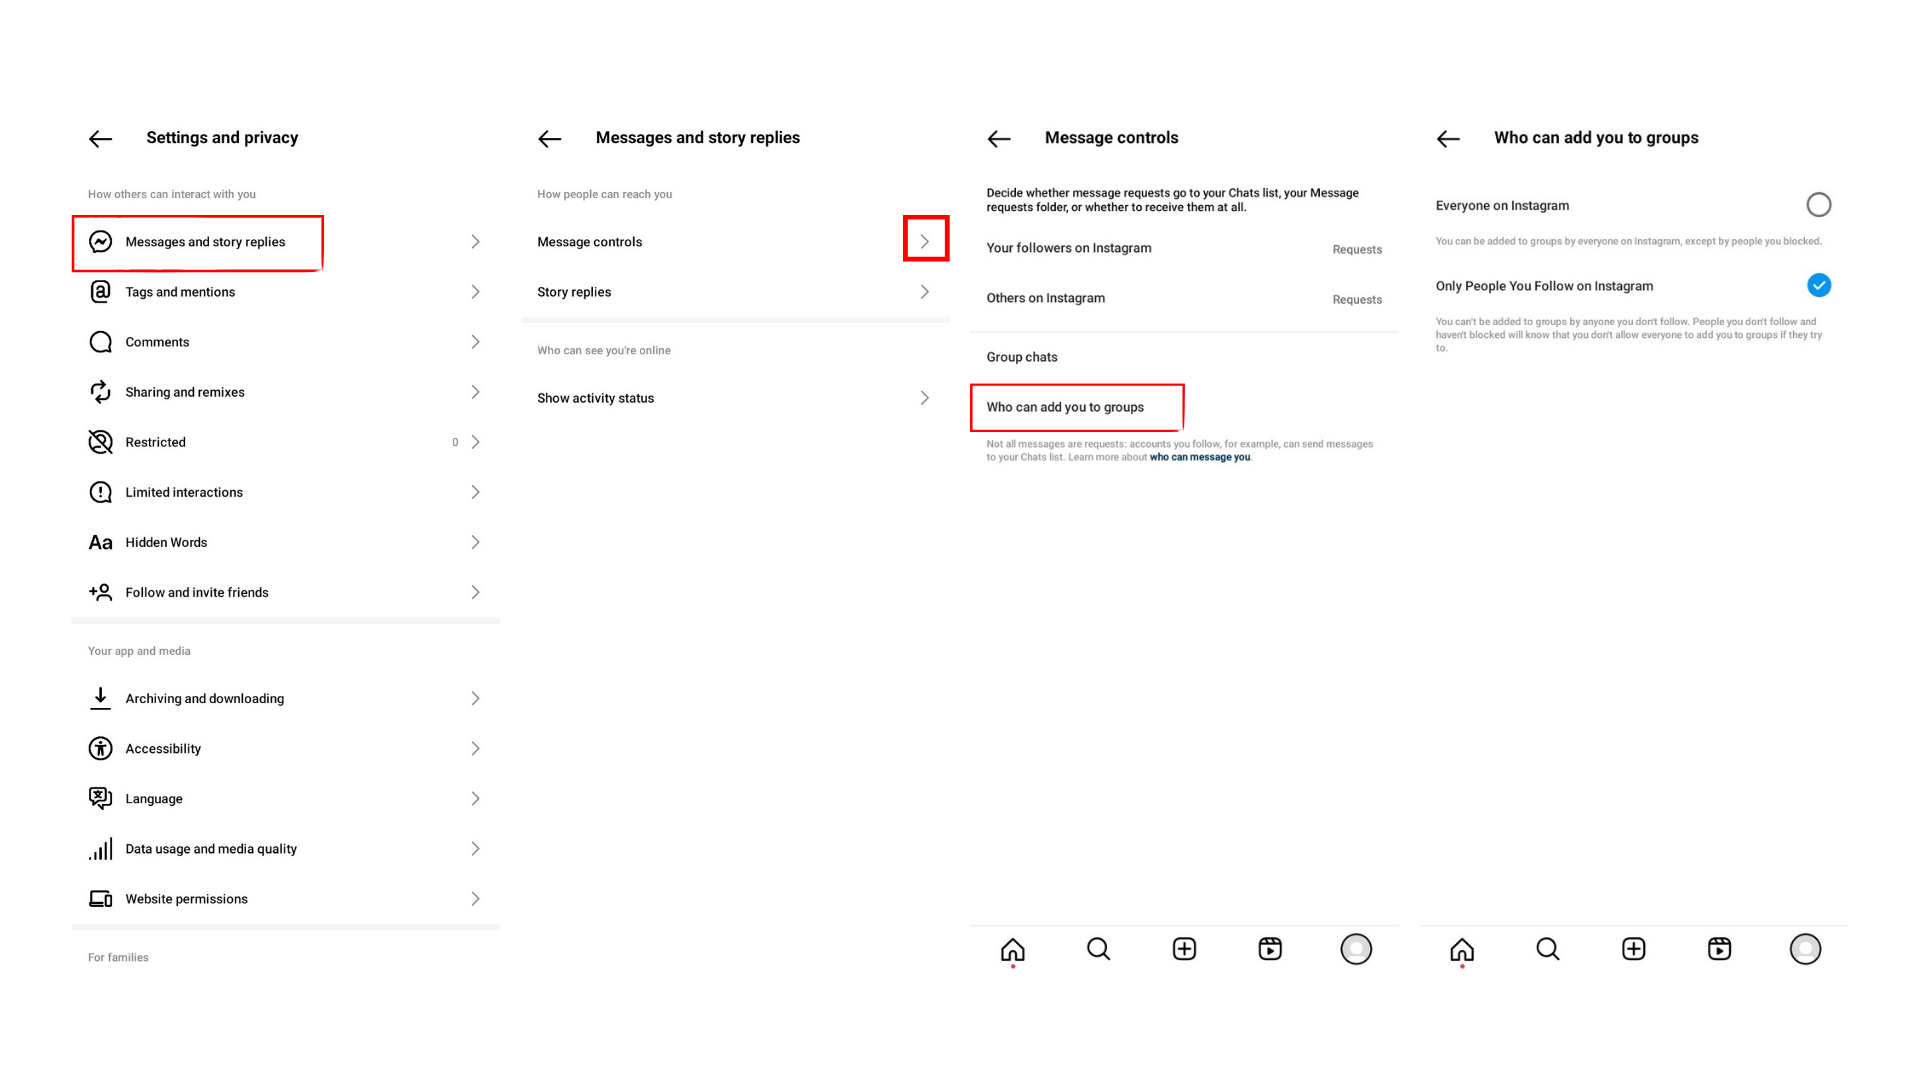 Settings and privacy
How others can interact with you
Messages and story replies
Tags and mentions
Comments
Sharing and remixes
Restricted 0
Limited interactions
Aa Hidden Words
Follow and invite friends
Your app and media
Archiving and downloading
Accessibility
Language
Data usage and media quality
Website permissions
For families
Messages and story replies
How people can reach you
Message controls
Story replies
Who can see you're online
Show activity status
Message controls
Decide whether message requests go to your Chats list, your Message
requests folder, or whether to receive them at all.
Your followers on Instagram Requests
Others on Instagram Requests
Group chats
Who can add you to groups
Not all messages are requests: accounts you follow, for example, can send messages
to your Chats list. Learn more about who can message you.
Who can add you to groups
Everyone on Instagram
You can be added to groups by everyone on Instagram, except by people you blocked.
Only People You Follow on Instagram
You can't be added to groups by anyone you don't follow. People you don't follow and
haven't blocked will know that you don't allow everyone to add you to groups if they try
to.